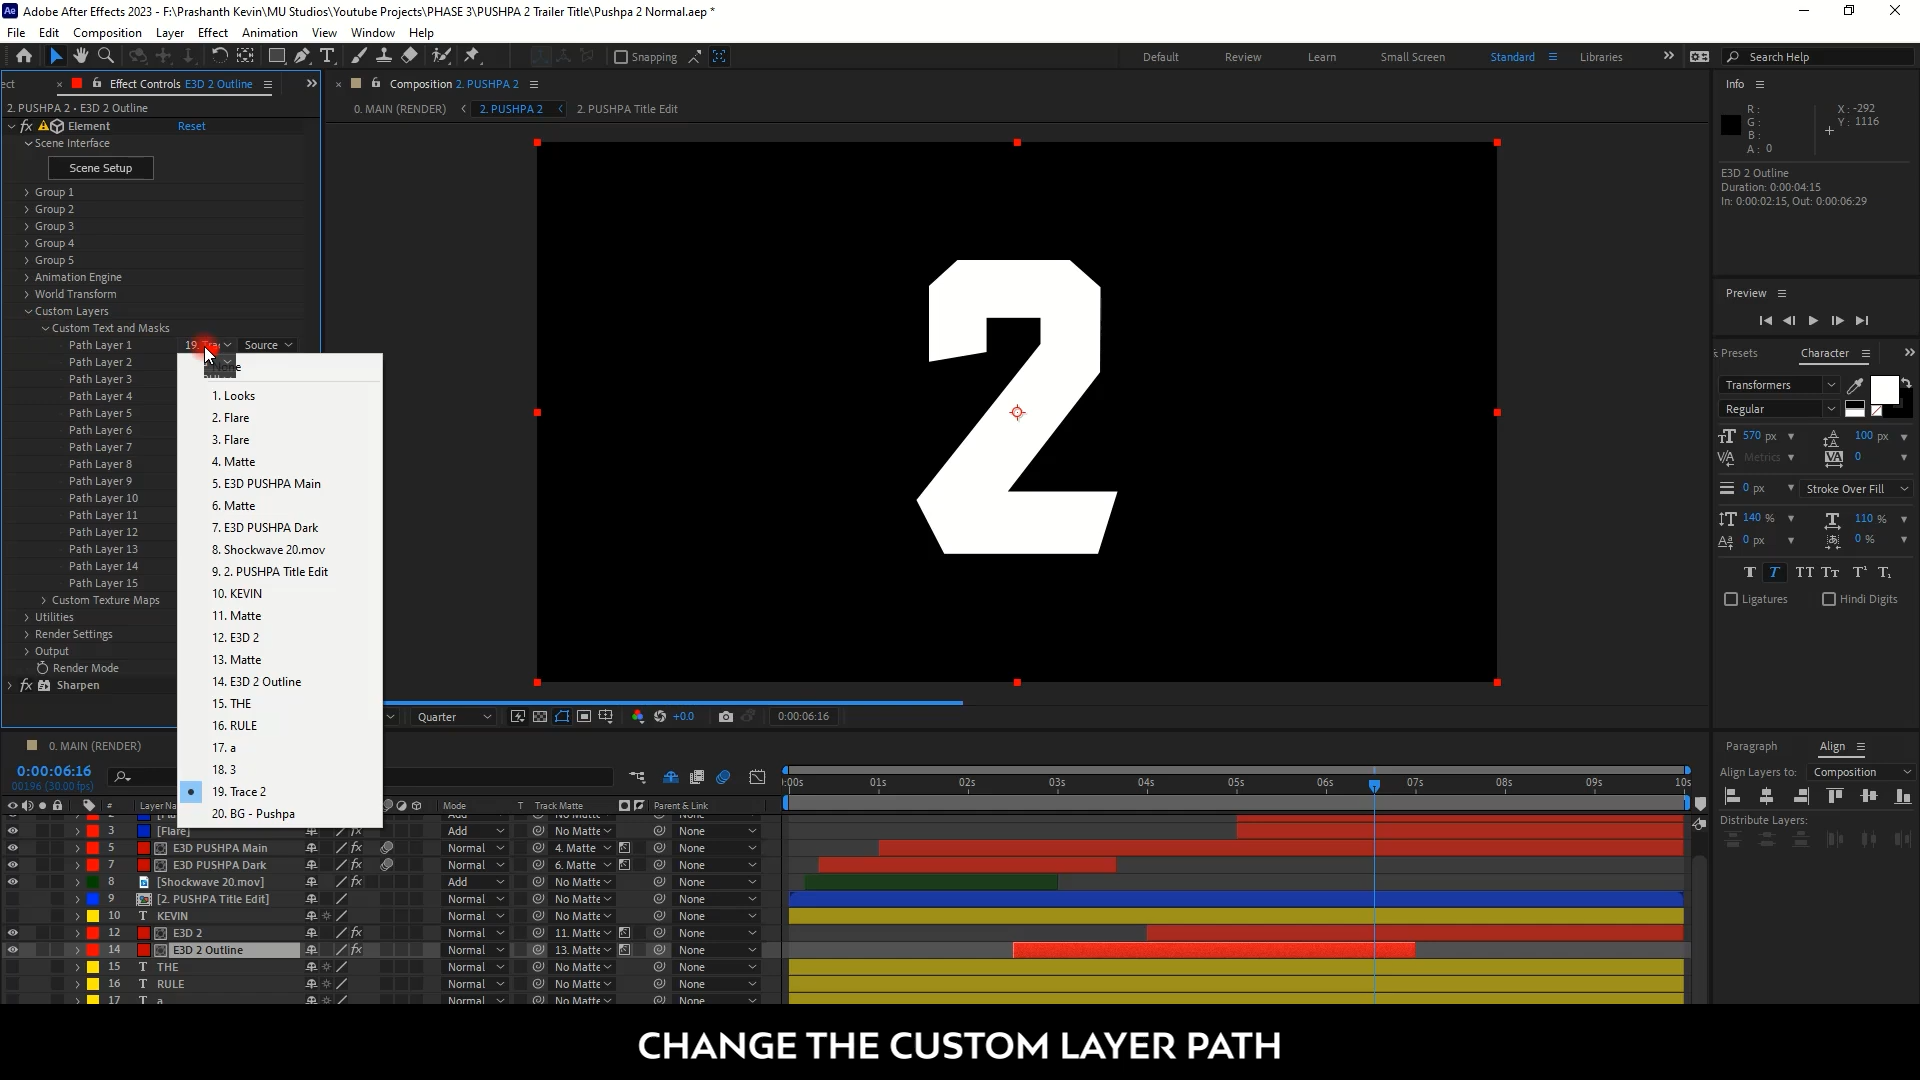 Adobe After Effects 2023 - F:\Prashanth Kevin\MU Studios\Youtube Projects\PHASE 3\PUSHPA 2 Trailer Title\Pushpa 2 Normal.aep *
File Edit Composition Layer Effect Animation View Window Help
Snapping Default Review Learn Small Screen Standard Libraries Search Help
Effect Controls E3D 2 Outline
2. PUSHPA 2 • E3D 2 Outline
fx Element Reset
Scene Interface
Scene Setup
Group 1
Group 2
Group 3
Group 4
Group 5
Animation Engine
World Transform
Custom Layers
Custom Text and Masks
Path Layer 1 Source
Path Layer 2
Path Layer 3
Path Layer 4
Path Layer 5
Path Layer 6
Path Layer 7
Path Layer 8
Path Layer 9
Path Layer 10
Path Layer 11
Path Layer 12
Path Layer 13
Path Layer 14
Path Layer 15
Custom Texture Maps
Utilities
Render Settings
Output
Render Mode
fx Sharpen
None
1. Looks
2. Flare
3. Flare
4. Matte
5. E3D PUSHPA Main
6. Matte
7. E3D PUSHPA Dark
8. Shockwave 20.mov
9. 2. PUSHPA Title Edit
10. KEVIN
11. Matte
12. E3D 2
13. Matte
14. E3D 2 Outline
15. THE
16. RULE
17. a
18. 3
19. Trace 2
20. BG - Pushpa
Composition 2. PUSHPA 2
0. MAIN (RENDER) 2. PUSHPA 2 2. PUSHPA Title Edit
2
Quarter +0.0 0:00:06:16
Info
R:
G:
B:
A: 0
X: -292
Y: 1116
E3D 2 Outline
Duration: 0:00:04:15
In: 0:00:02:15, Out: 0:00:06:29
Preview
Presets Character
Transformers
Regular
570 px 100 px
Metrics 0
0 px Stroke Over Fill
140 % 110 %
0 px 0 %
Ligatures Hindi Digits
Paragraph Align
Align Layers to: Composition
Distribute Layers:
0. MAIN (RENDER)
0:00:06:16
00196 (30.00 fps)
# Mode T Track Matte Parent & Link
:00s 01s 02s 03s 04s 05s 06s 07s 08s 09s 10s
3 [Flare] Add No Matte None
5 E3D PUSHPA Main Normal 4. Matte None
7 E3D PUSHPA Dark Normal 6. Matte None
8 [Shockwave 20.mov] Add No Matte None
9 [2. PUSHPA Title Edit] Normal No Matte None
10 T KEVIN Normal No Matte None
12 E3D 2 Normal 11. Matte None
14 E3D 2 Outline Normal 13. Matte None
15 T THE Normal No Matte None
16 T RULE Normal No Matte None
17 T a Normal No Matte None
CHANGE THE CUSTOM LAYER PATH